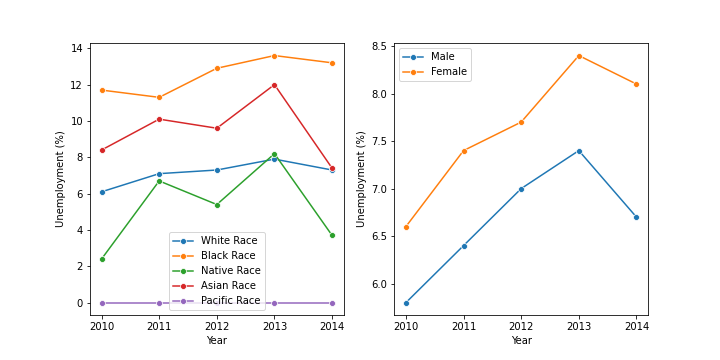 14
12
10
8
6
4
2
0
Unemployment (%)
2010 2011 2012 2013 2014
Year
White Race
Black Race
Native Race
Asian Race
Pacific Race
8.5
8.0
7.5
7.0
6.5
6.0
Unemployment (%)
2010 2011 2012 2013 2014
Year
Male
Female